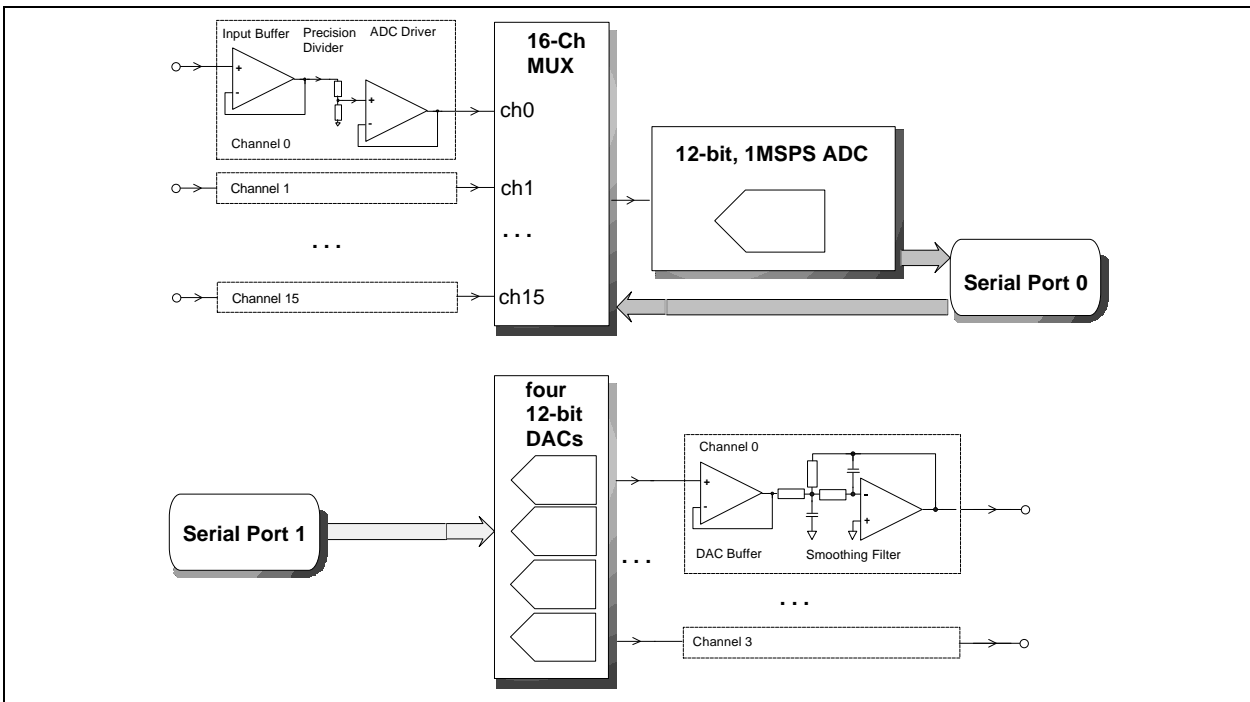 Input Buffer
Precision
Divider
ADC Driver
+
-
+
-
Channel 0
16-Ch
MUX
ch0
Channel 1
ch1
. . .
. . .
Channel 15
ch15
12-bit, 1MSPS ADC
Serial Port 0
four
12-bit
DACs
Serial Port 1
Channel 0
+
-
-
+
DAC Buffer
Smoothing Filter
. . .
. . .
Channel 3